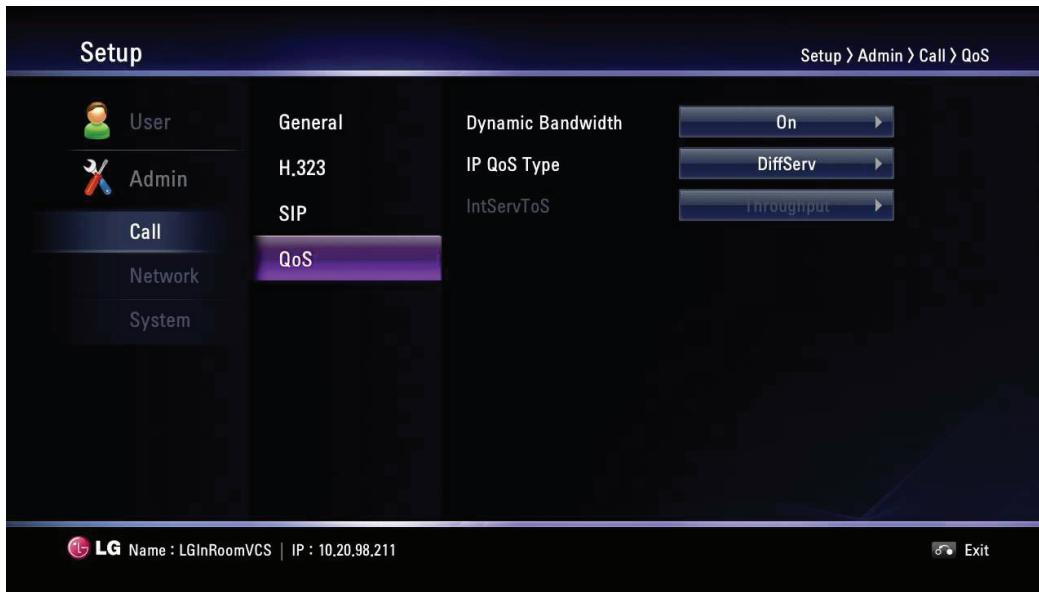 Setup
Setup > Admin > Call > QoS
User
Admin
Call
Network
System
General
H.323
SIP
QoS
Dynamic Bandwidth On
IP QoS Type DiffServ
IntServToS Throughput
LG Name : LGInRoomVCS | IP : 10.20.98.211
Exit